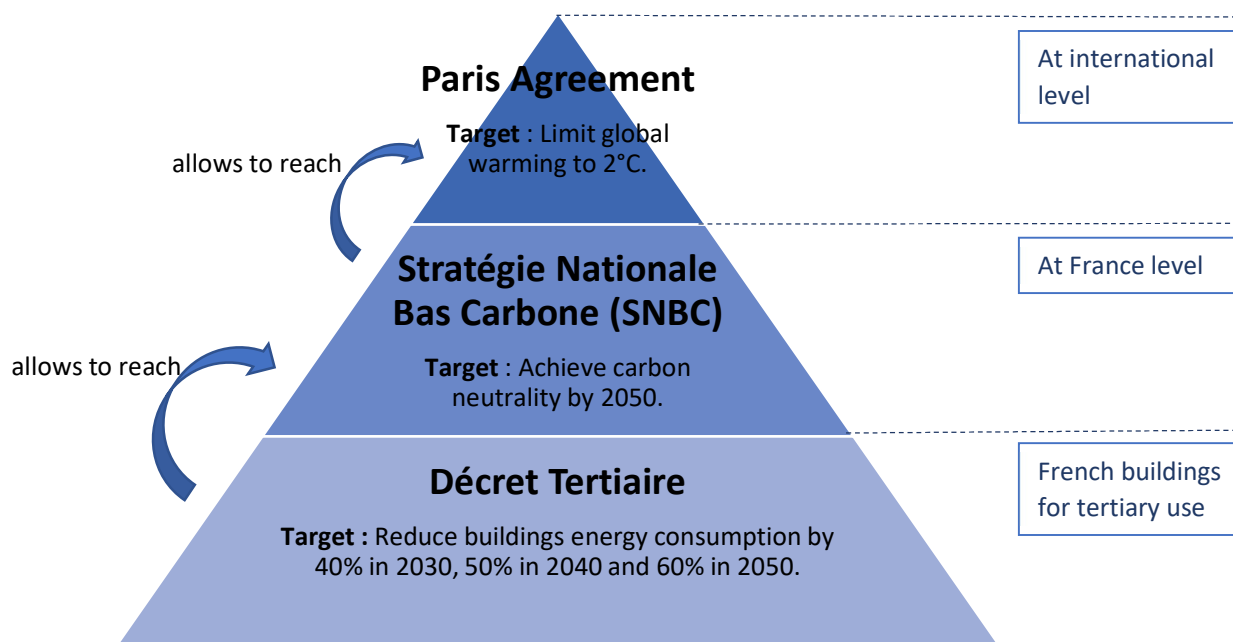 Paris Agreement
Target : Limit global
warming to 2°C.
At international
level
allows to reach
Stratégie Nationale
Bas Carbone (SNBC)
Target : Achieve carbon
neutrality by 2050.
At France level
allows to reach
Décret Tertiaire
Target : Reduce buildings energy consumption by
40% in 2030, 50% in 2040 and 60% in 2050.
French buildings
for tertiary use